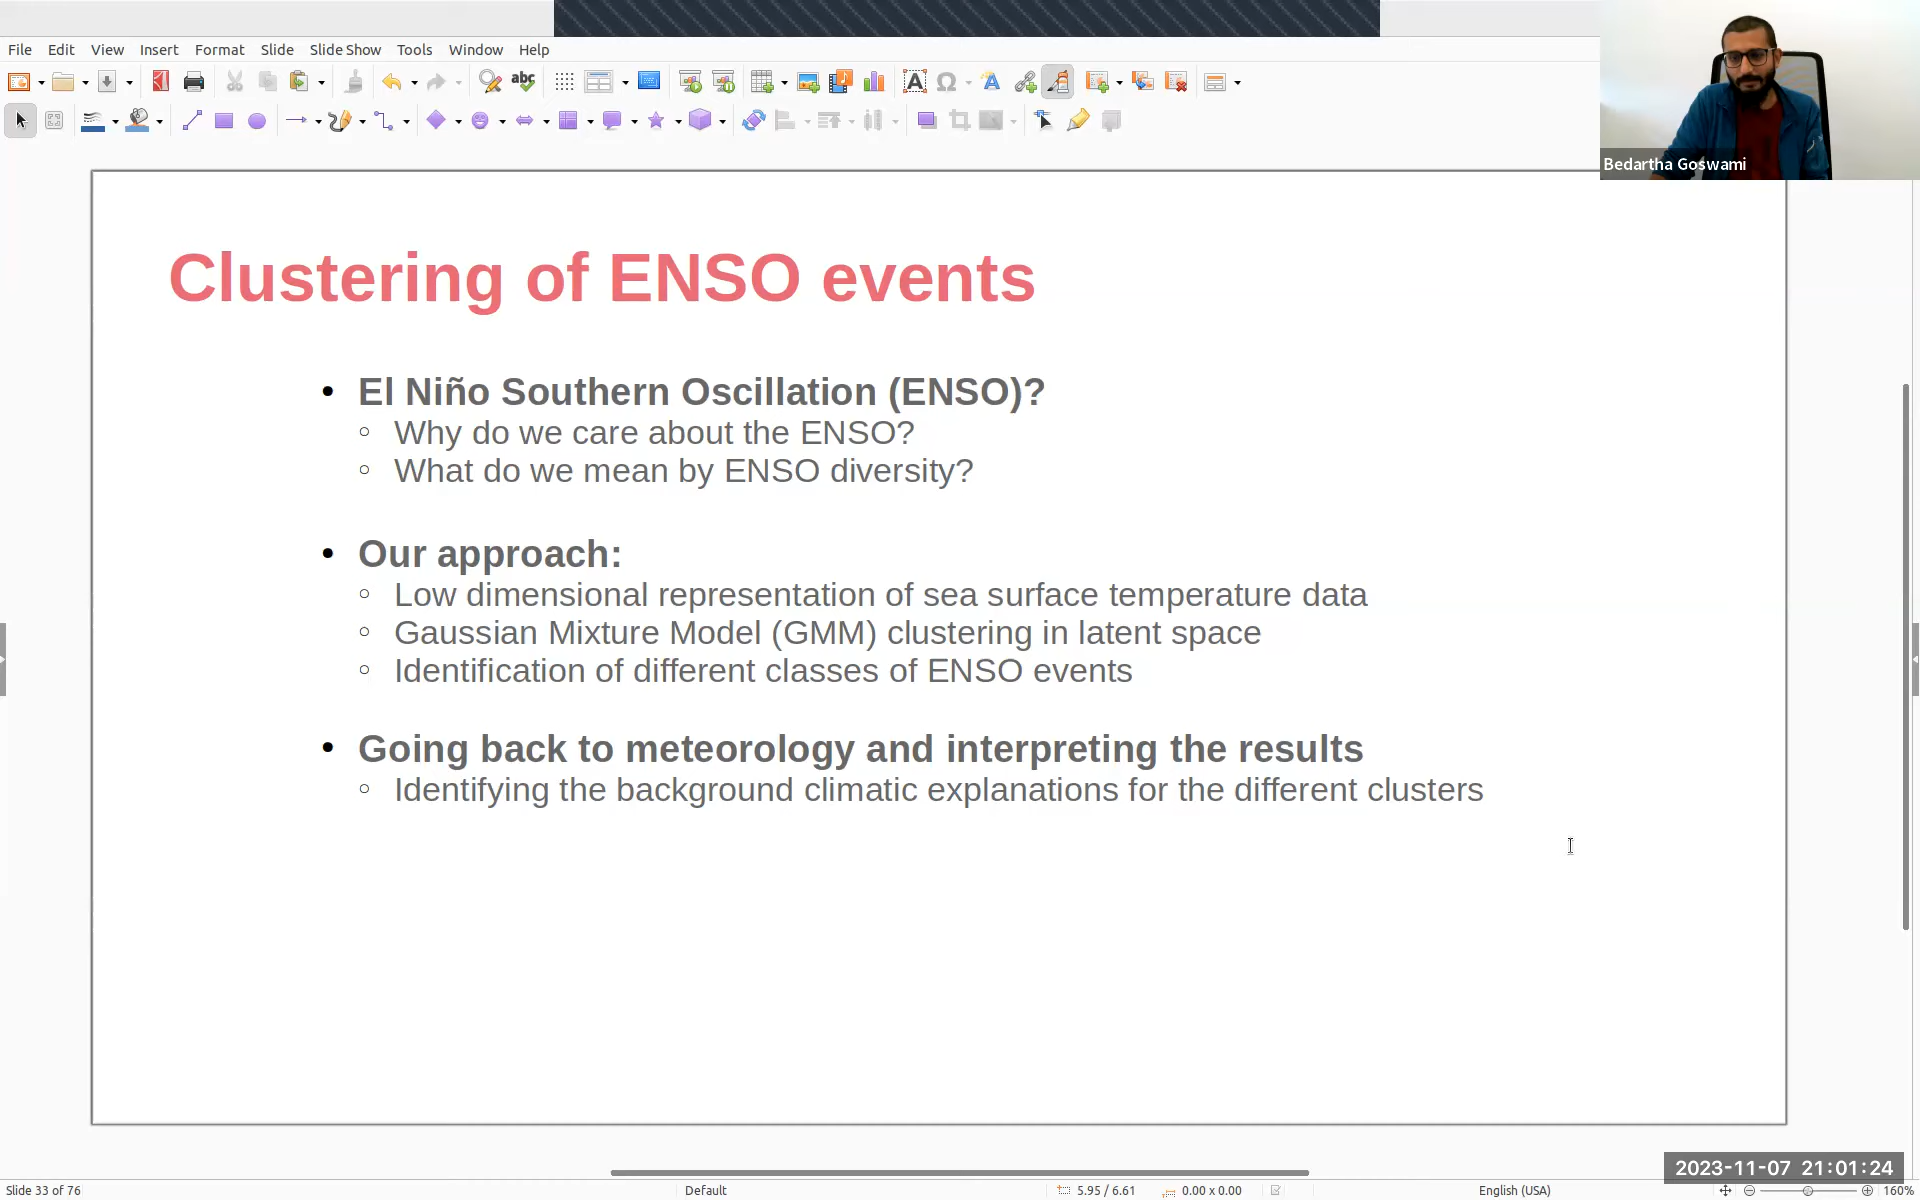 File Edit View Insert Format Slide Slide Show Tools Window Help
Bedartha Goswami
Clustering of ENSO events
• El Niño Southern Oscillation (ENSO)?
○ Why do we care about the ENSO?
○ What do we mean by ENSO diversity?
• Our approach:
○ Low dimensional representation of sea surface temperature data
○ Gaussian Mixture Model (GMM) clustering in latent space
○ Identification of different classes of ENSO events
• Going back to meteorology and interpreting the results
○ Identifying the background climatic explanations for the different clusters
2023-11-07 21:01:24
Slide 33 of 76 Default 5.95 / 6.61 0.00 x 0.00 English (USA) 160%